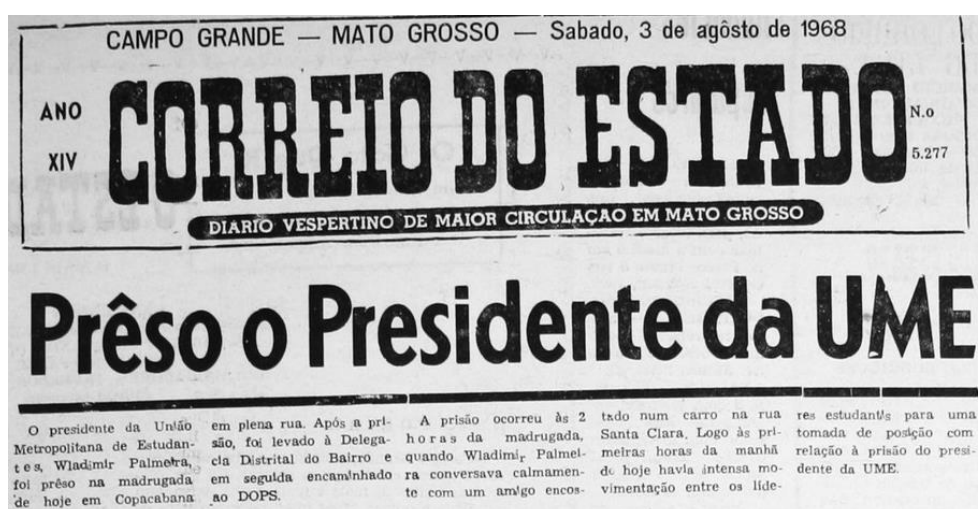 CAMPO GRANDE — MATO GROSSO — Sabado, 3 de agôsto de 1968
ANO
XIV
CORREIO DO ESTADO
N.o
5.277
DIARIO VESPERTINO DE MAIOR CIRCULAÇAO EM MATO GROSSO
Prêso o Presidente da UME
O presidente da União
Metropolitana de Estudan-
tes, Wladimir Palmeira,
foi prêso na madrugada
de hoje em Copacabana
em plena rua. Após a pri-
são, foi levado à Delega-
cia Distrital do Bairro e
em seguida encaminhado
ao DOPS.
A prisão ocorreu às 2
horas da madrugada,
quando Wladimir Palmei-
ra conversava calmamen-
te com um amigo encos-
tado num carro na rua
Santa Clara. Logo às pri-
meiras horas da manhã
de hoje havia intensa mo-
vimentação entre os líde-
res estudantis para uma
tomada de posição com
relação à prisão do presi-
dente da UME.